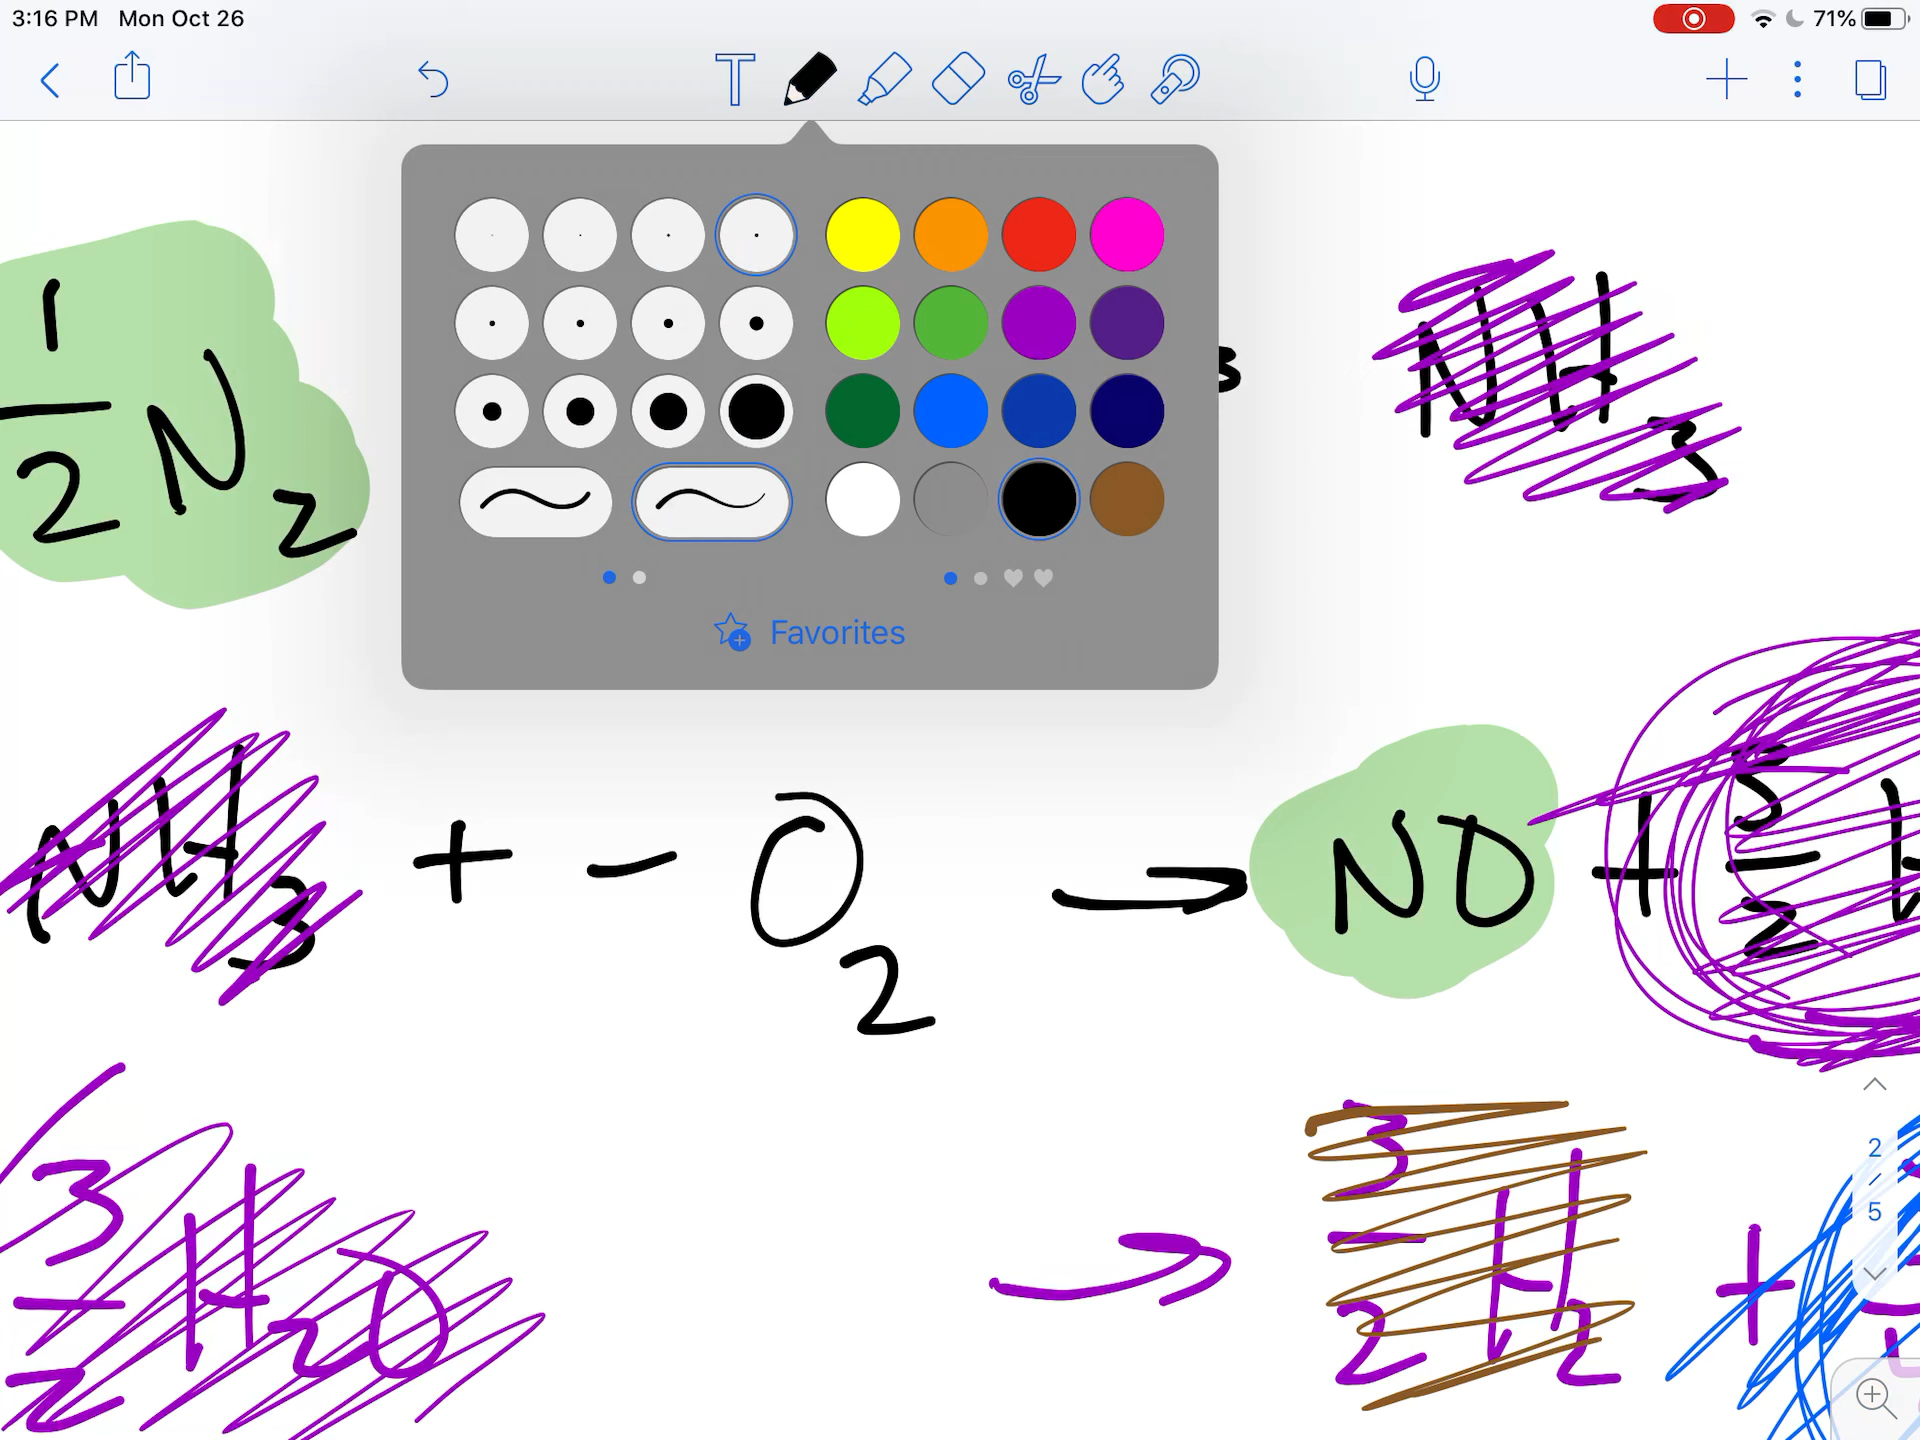 3:16 PM Mon Oct 26 71%
T
Favorites
1
2 N2 3 NH3
NH3 + - O2 → NO + 5
2
3
2 H2O → 3
2 H2 +
2
5